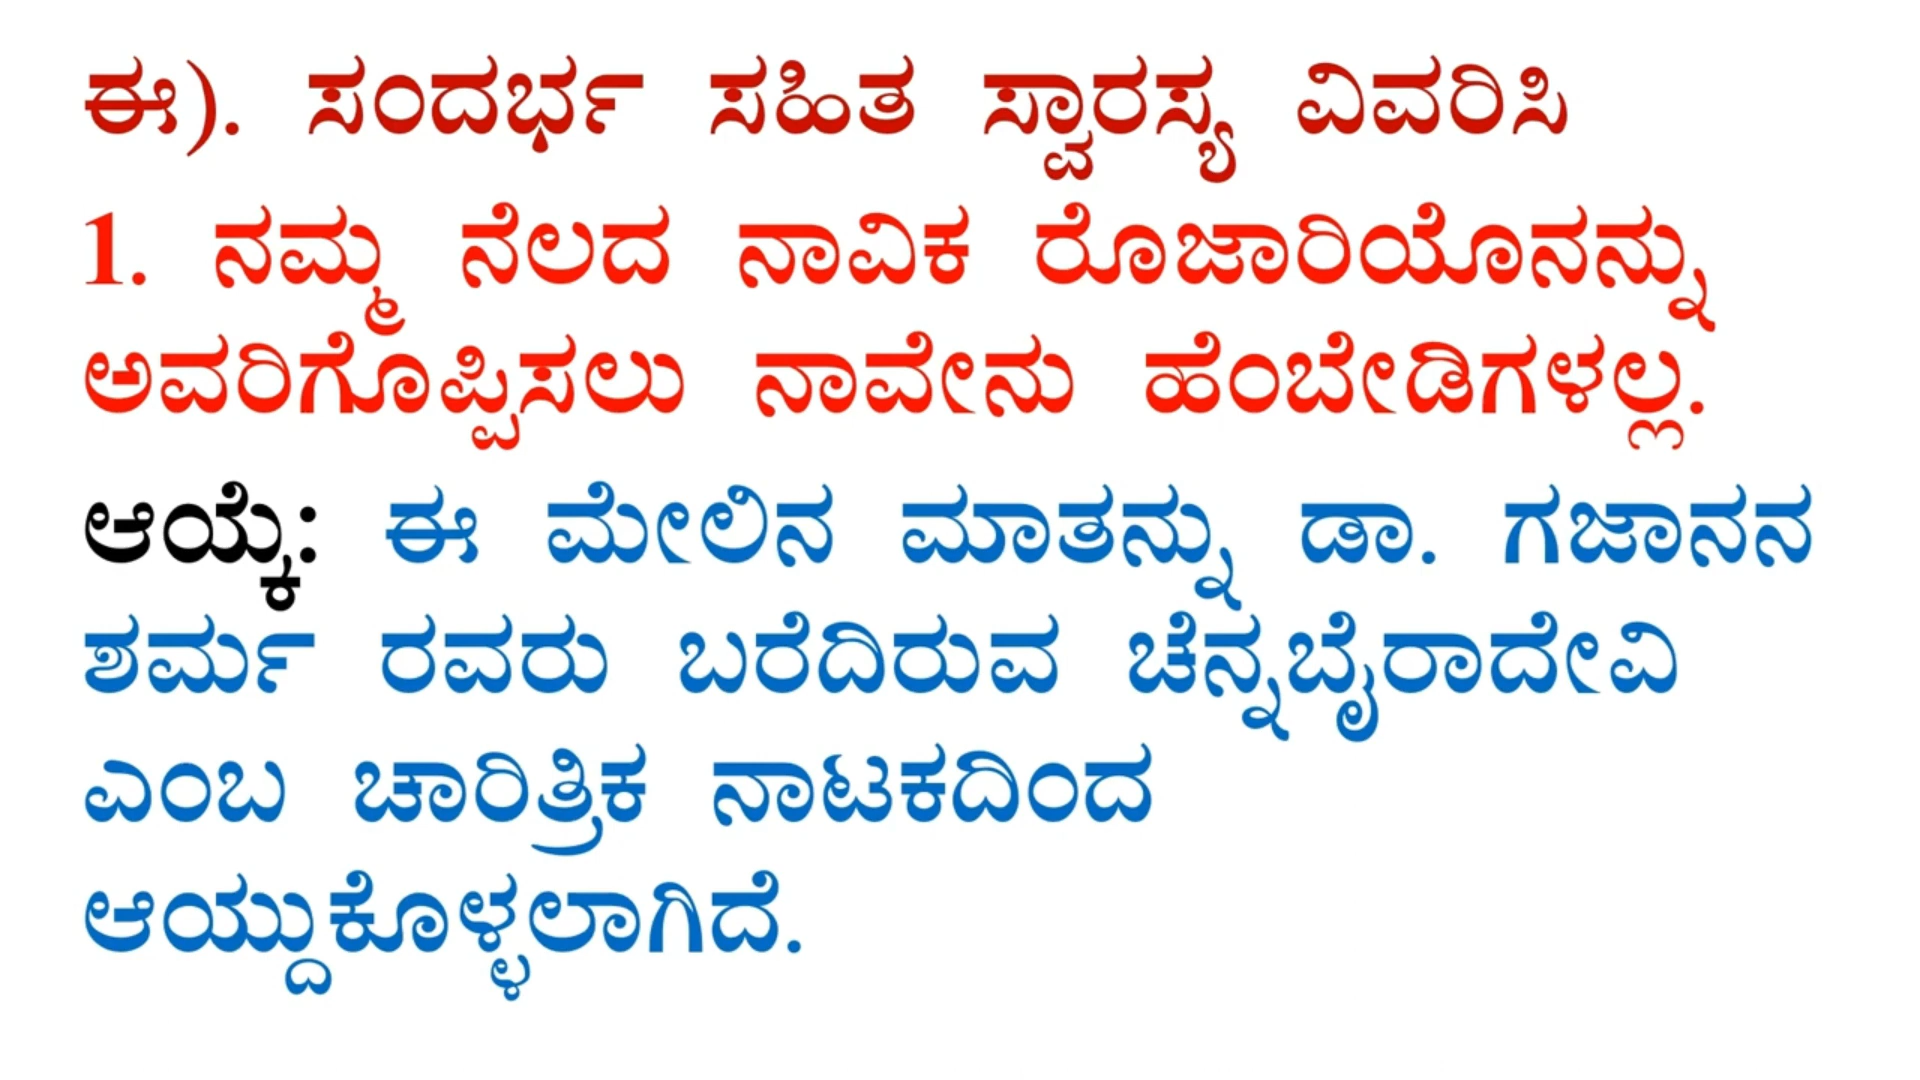 ಈ). ಸಂದರ್ಭ ಸಹಿತ ಸ್ವಾರಸ್ಯ ವಿವರಿಸಿ
1. ನಮ್ಮ ನೆಲದ ನಾವಿಕ ರೊಜಾರಿಯೊನನ್ನು
ಅವರಿಗೊಪ್ಪಿಸಲು ನಾವೇನು ಹೆಂಬೇಡಿಗಳಲ್ಲ.
ಆಯ್ಕೆ: ಈ ಮೇಲಿನ ಮಾತನ್ನು ಡಾ. ಗಜಾನನ
ಶರ್ಮ ರವರು ಬರೆದಿರುವ ಚೆನ್ನಬೈರಾದೇವಿ
ಎಂಬ ಚಾರಿತ್ರಿಕ ನಾಟಕದಿಂದ
ಆಯ್ದುಕೊಳ್ಳಲಾಗಿದೆ.